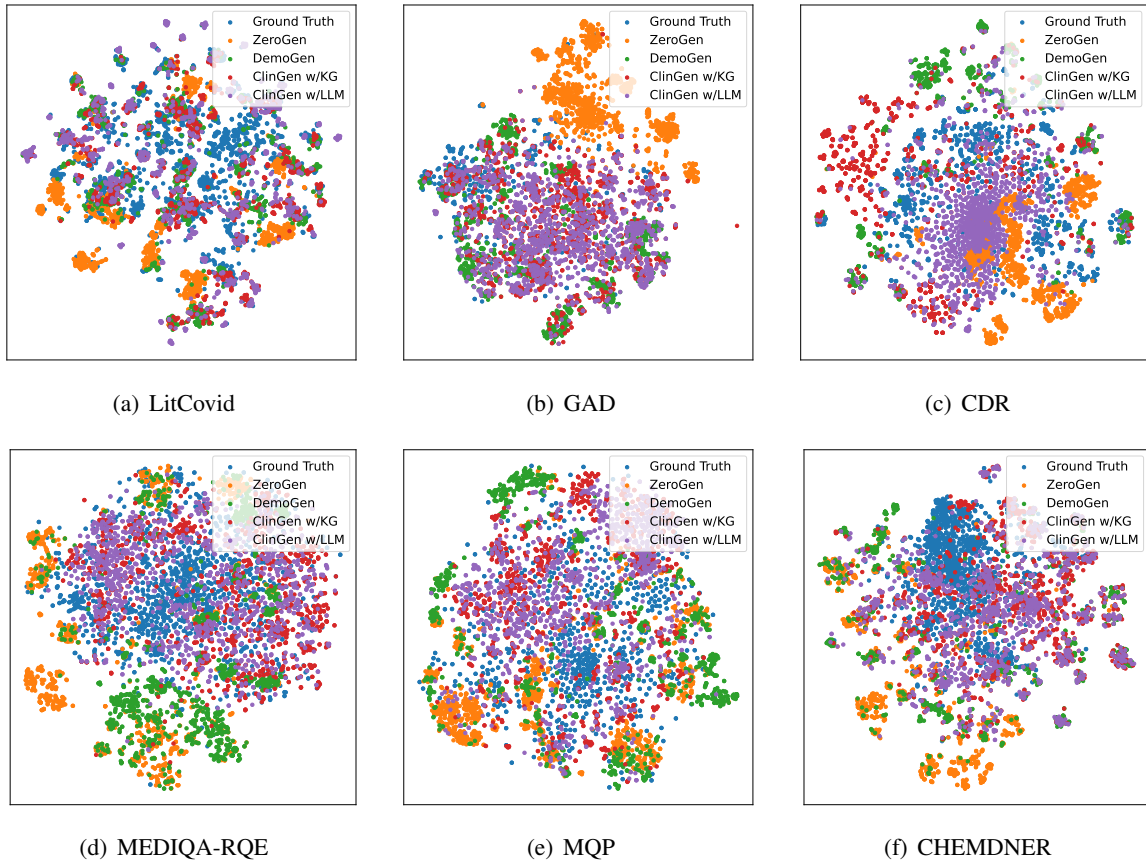 Ground Truth
ZeroGen
DemoGen
ClinGen w/KG
ClinGen w/LLM
(a) LitCovid
Ground Truth
ZeroGen
DemoGen
ClinGen w/KG
ClinGen w/LLM
(b) GAD
Ground Truth
ZeroGen
DemoGen
ClinGen w/KG
ClinGen w/LLM
(c) CDR
Ground Truth
ZeroGen
DemoGen
ClinGen w/KG
ClinGen w/LLM
(d) MEDIQA-RQE
Ground Truth
ZeroGen
DemoGen
ClinGen w/KG
ClinGen w/LLM
(e) MQP
Ground Truth
ZeroGen
DemoGen
ClinGen w/KG
ClinGen w/LLM
(f) CHEMDNER